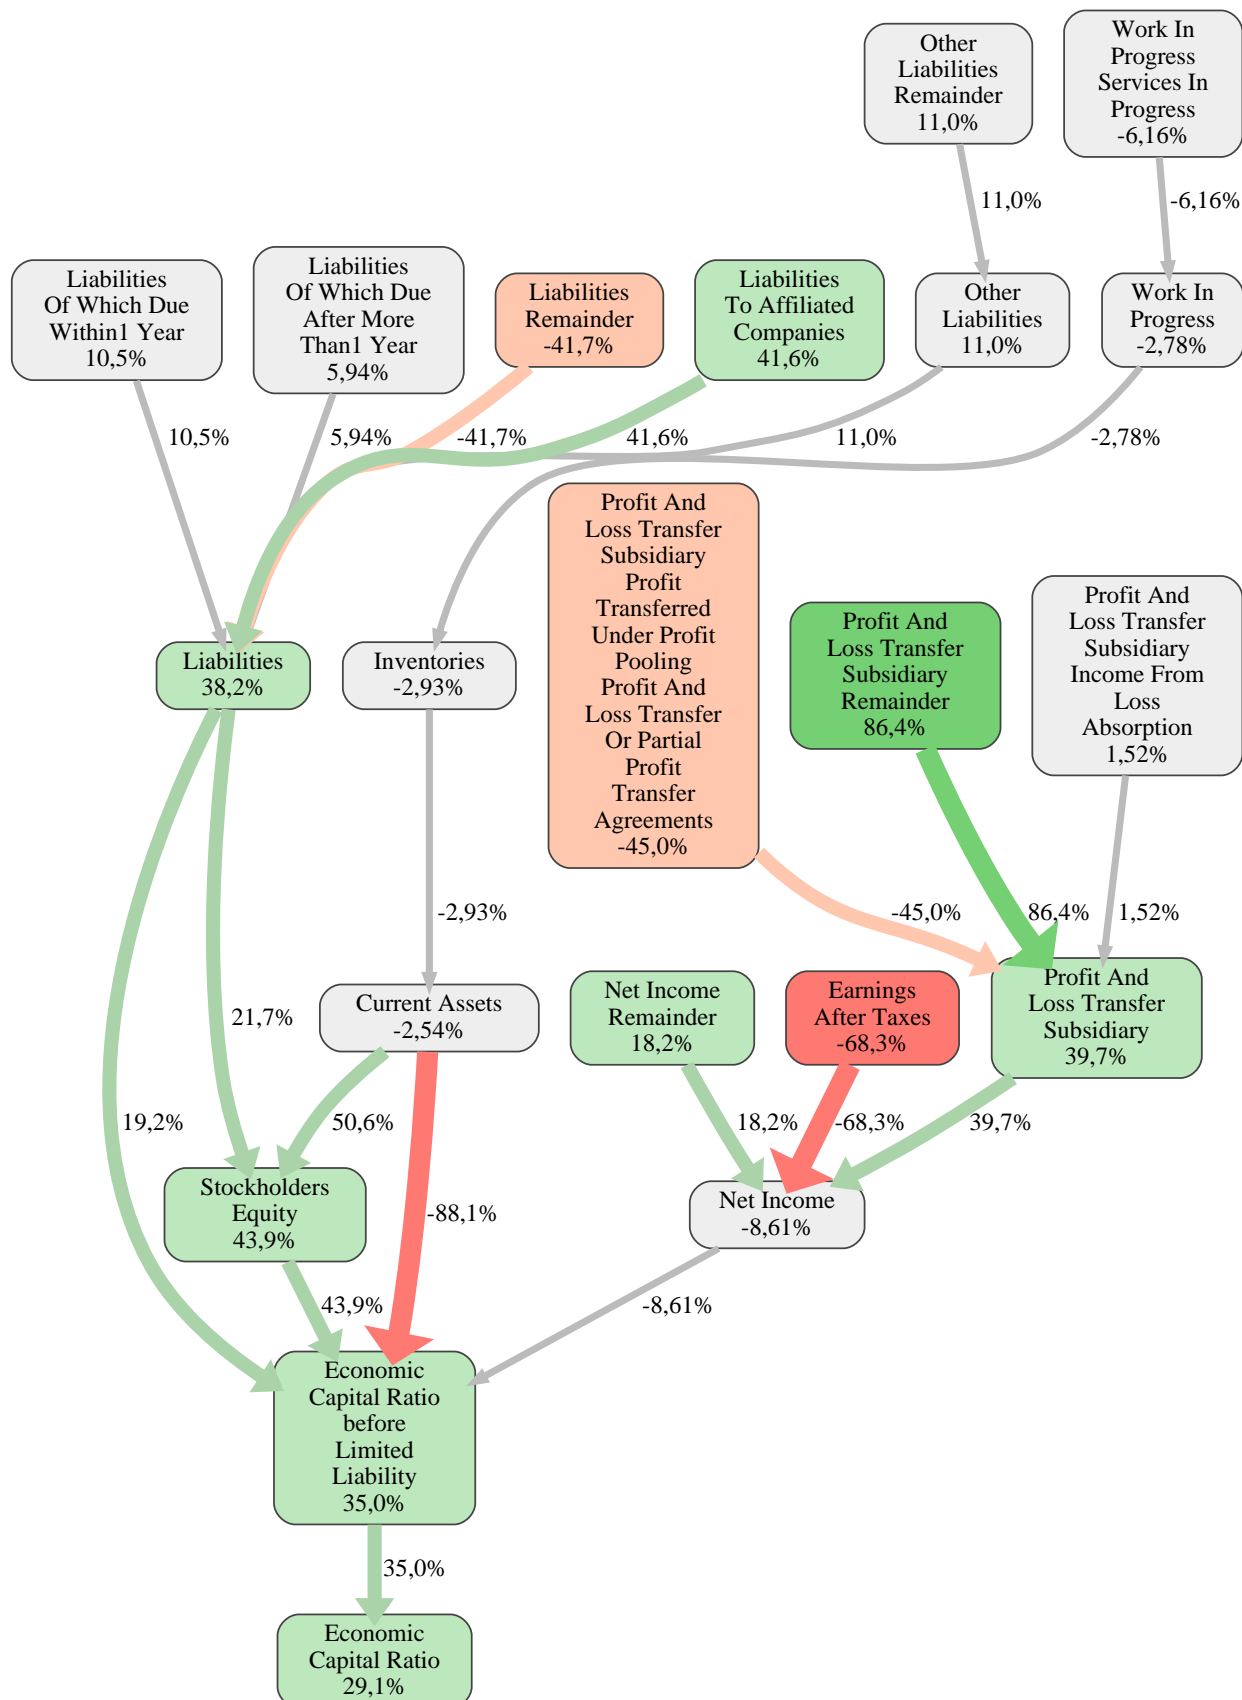 Other
Liabilities
Remainder
11,0%
Work In
Progress
Services In
Progress
-6,16%
11,0%
-6,16%
Liabilities
Of Which Due
Within1 Year
10,5%
Liabilities
Of Which Due
After More
Than1 Year
5,94%
Liabilities
Remainder
-41,7%
Liabilities
To Affiliated
Companies
41,6%
Other
Liabilities
11,0%
Work In
Progress
-2,78%
10,5%
5,94%
-41,7%
41,6%
11,0%
-2,78%
Profit And
Loss Transfer
Subsidiary
Profit
Transferred
Under Profit
Pooling
Profit And
Loss Transfer
Or Partial
Profit
Transfer
Agreements
-45,0%
Profit And
Loss Transfer
Subsidiary
Remainder
86,4%
Profit And
Loss Transfer
Subsidiary
Income From
Loss
Absorption
1,52%
Liabilities
38,2%
Inventories
-2,93%
-2,93%
-45,0%
86,4%
1,52%
21,7%
Current Assets
-2,54%
Net Income
Remainder
18,2%
Earnings
After Taxes
-68,3%
Profit And
Loss Transfer
Subsidiary
39,7%
19,2%
50,6%
18,2%
-68,3%
39,7%
Stockholders
Equity
43,9%
-88,1%
Net Income
-8,61%
43,9%
-8,61%
Economic
Capital Ratio
before
Limited
Liability
35,0%
35,0%
Economic
Capital Ratio
29,1%